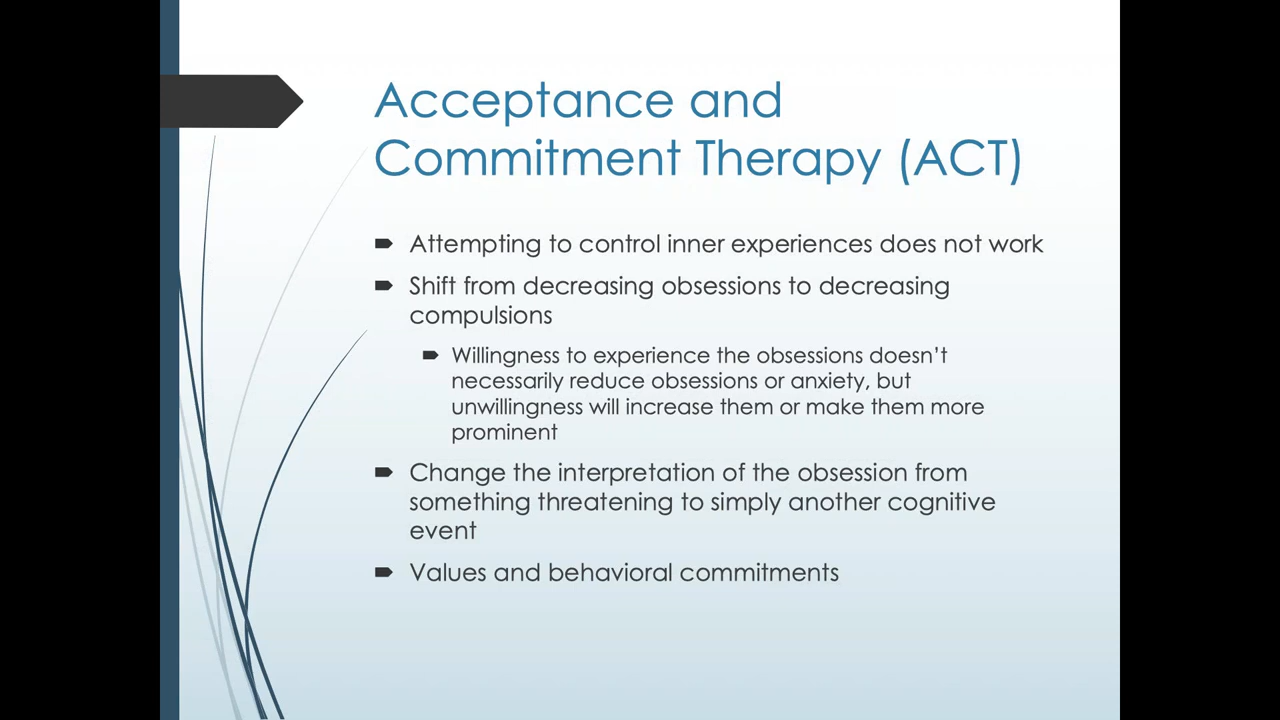 Acceptance and
Commitment Therapy (ACT)
Attempting to control inner experiences does not work
Shift from decreasing obsessions to decreasing
compulsions
Willingness to experience the obsessions doesn’t
necessarily reduce obsessions or anxiety, but
unwillingness will increase them or make them more
prominent
Change the interpretation of the obsession from
something threatening to simply another cognitive
event
Values and behavioral commitments